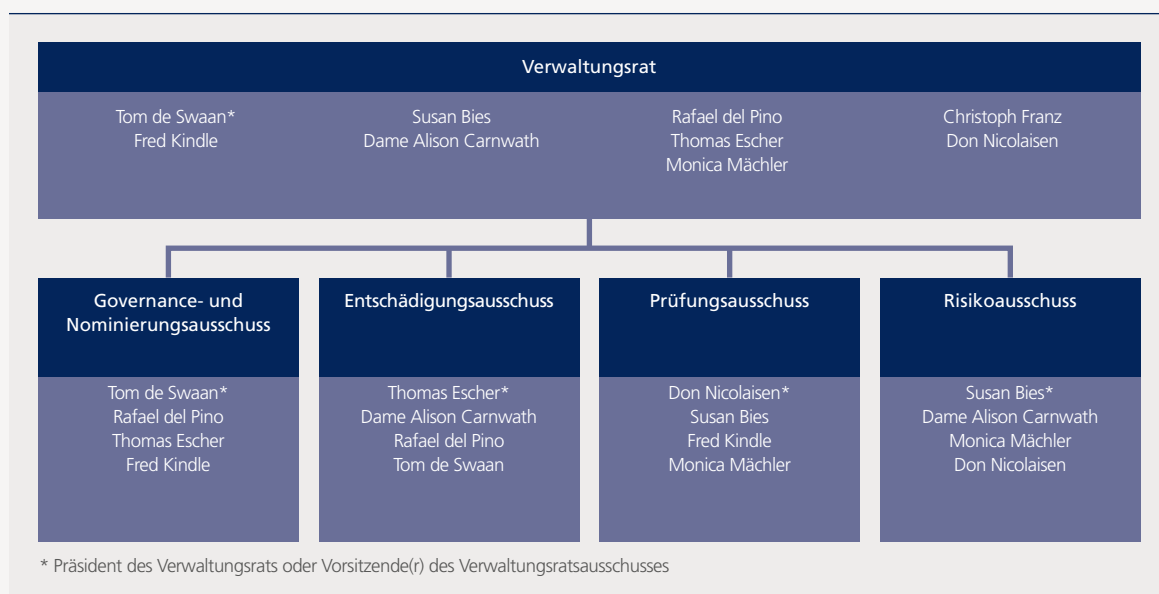 Verwaltungsrat
Tom de Swaan*
Fred Kindle
Susan Bies
Dame Alison Carnwath
Rafael del Pino
Thomas Escher
Monica Mächler
Christoph Franz
Don Nicolaisen
Governance- und
Nominierungsausschuss
Tom de Swaan*
Rafael del Pino
Thomas Escher
Fred Kindle
Entschädigungsausschuss
Thomas Escher*
Dame Alison Carnwath
Rafael del Pino
Tom de Swaan
Prüfungsausschuss
Don Nicolaisen*
Susan Bies
Fred Kindle
Monica Mächler
Risikoausschuss
Susan Bies*
Dame Alison Carnwath
Monica Mächler
Don Nicolaisen
* Präsident des Verwaltungsrats oder Vorsitzende(r) des Verwaltungsratsausschusses